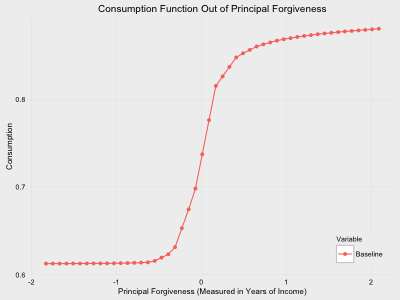 Consumption Function Out of Principal Forgiveness
Consumption
0.8
0.7
0.6
-2
-1
0
1
2
Principal Forgiveness (Measured in Years of Income)
Variable
Baseline